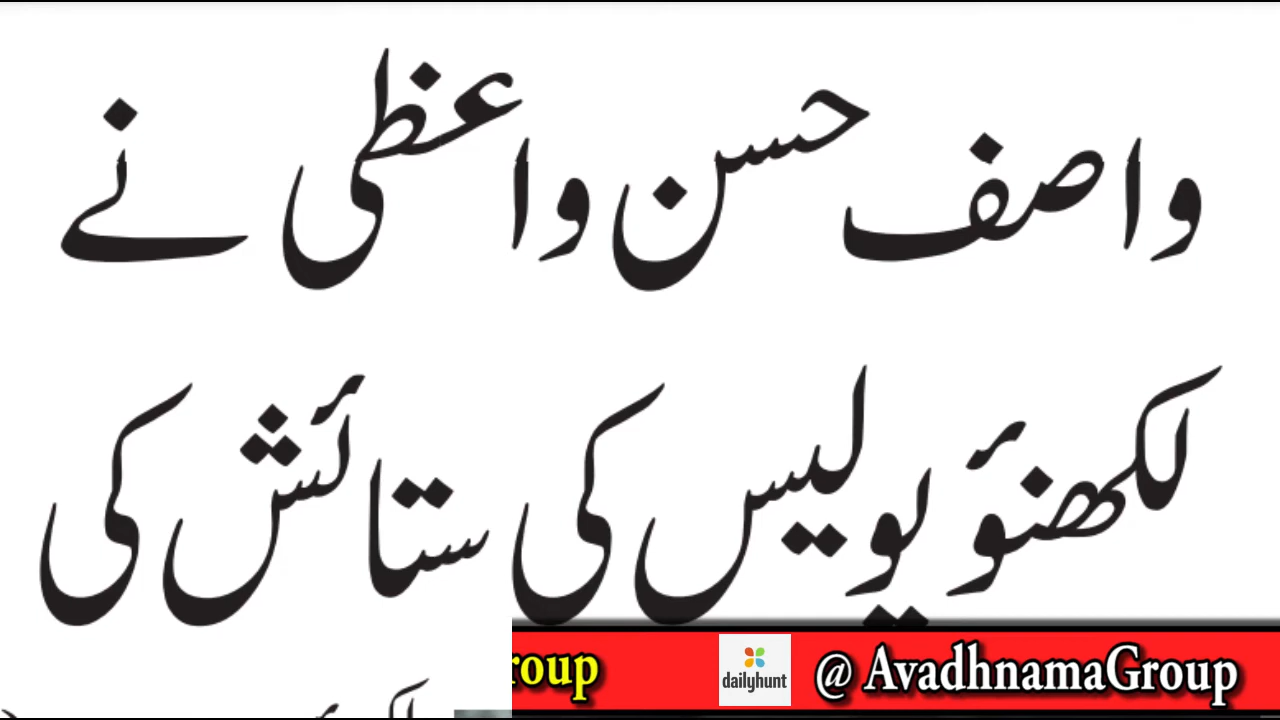 واصف حسن واعظی نے
لکھنؤ پولیس کی ستائش کی
roup
dailyhunt
@ AvadhnamaGroup